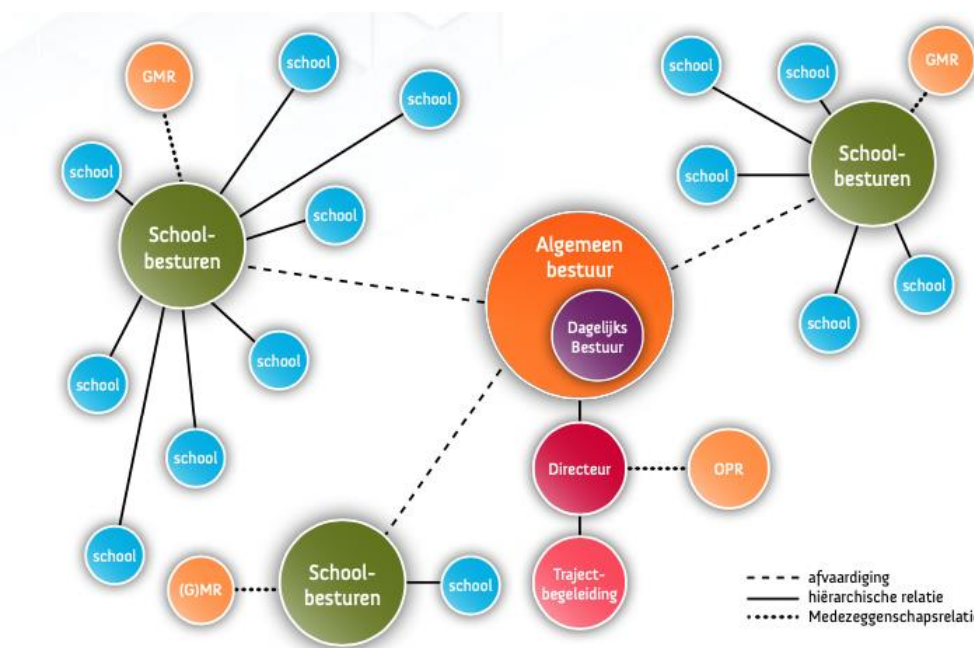 GMR
school
school
school
school
Schoolbesturen
school
school
school
school
GMR
school
school
school
School-
besturen
school
school
Algemeen
bestuur
Dagelijks
Bestuur
Directeur
OPR
Traject-
begeleiding
(G)MR
School-
besturen
school
afvaardiging
hiërarchische relatie
Medezeggenschapsrelatie